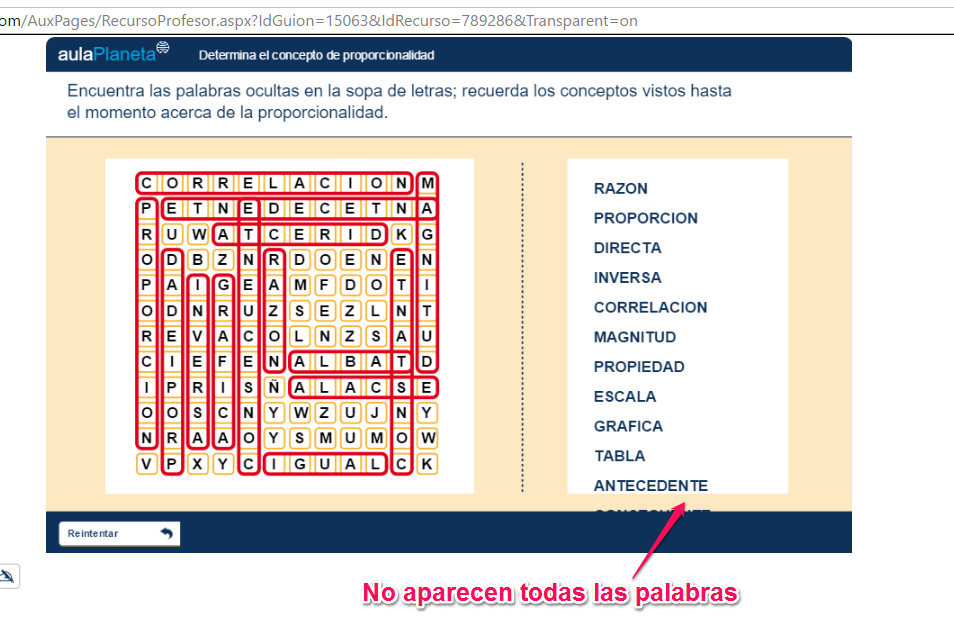 om/AuxPages/RecursoProfesor.aspx?IdGuion=15063&IdRecurso=789286&Transparent=on
aulaPlaneta
Determina el concepto de proporcionalidad
Encuentra las palabras ocultas en la sopa de letras; recuerda los conceptos vistos hasta
el momento acerca de la proporcionalidad.
C O R R E L A C I O N M
P E T N E D E C E T N A
R U W A T C E R I D K G
O D B Z N R D O E N E N
P A I G E A M F D O T I
O D N R U Z S E Z L N T
R E V A C O L N Z S A U
C I E F E N A L B A T D
I P R I S Ñ A L A C S E
O O S C N Y W Z U J N Y
N R A A O Y S M U M O W
V P X Y C I G U A L C K
RAZON
PROPORCION
DIRECTA
INVERSA
CORRELACION
MAGNITUD
PROPIEDAD
ESCALA
GRAFICA
TABLA
ANTECEDENTE
Reintentar
No aparecen todas las palabras